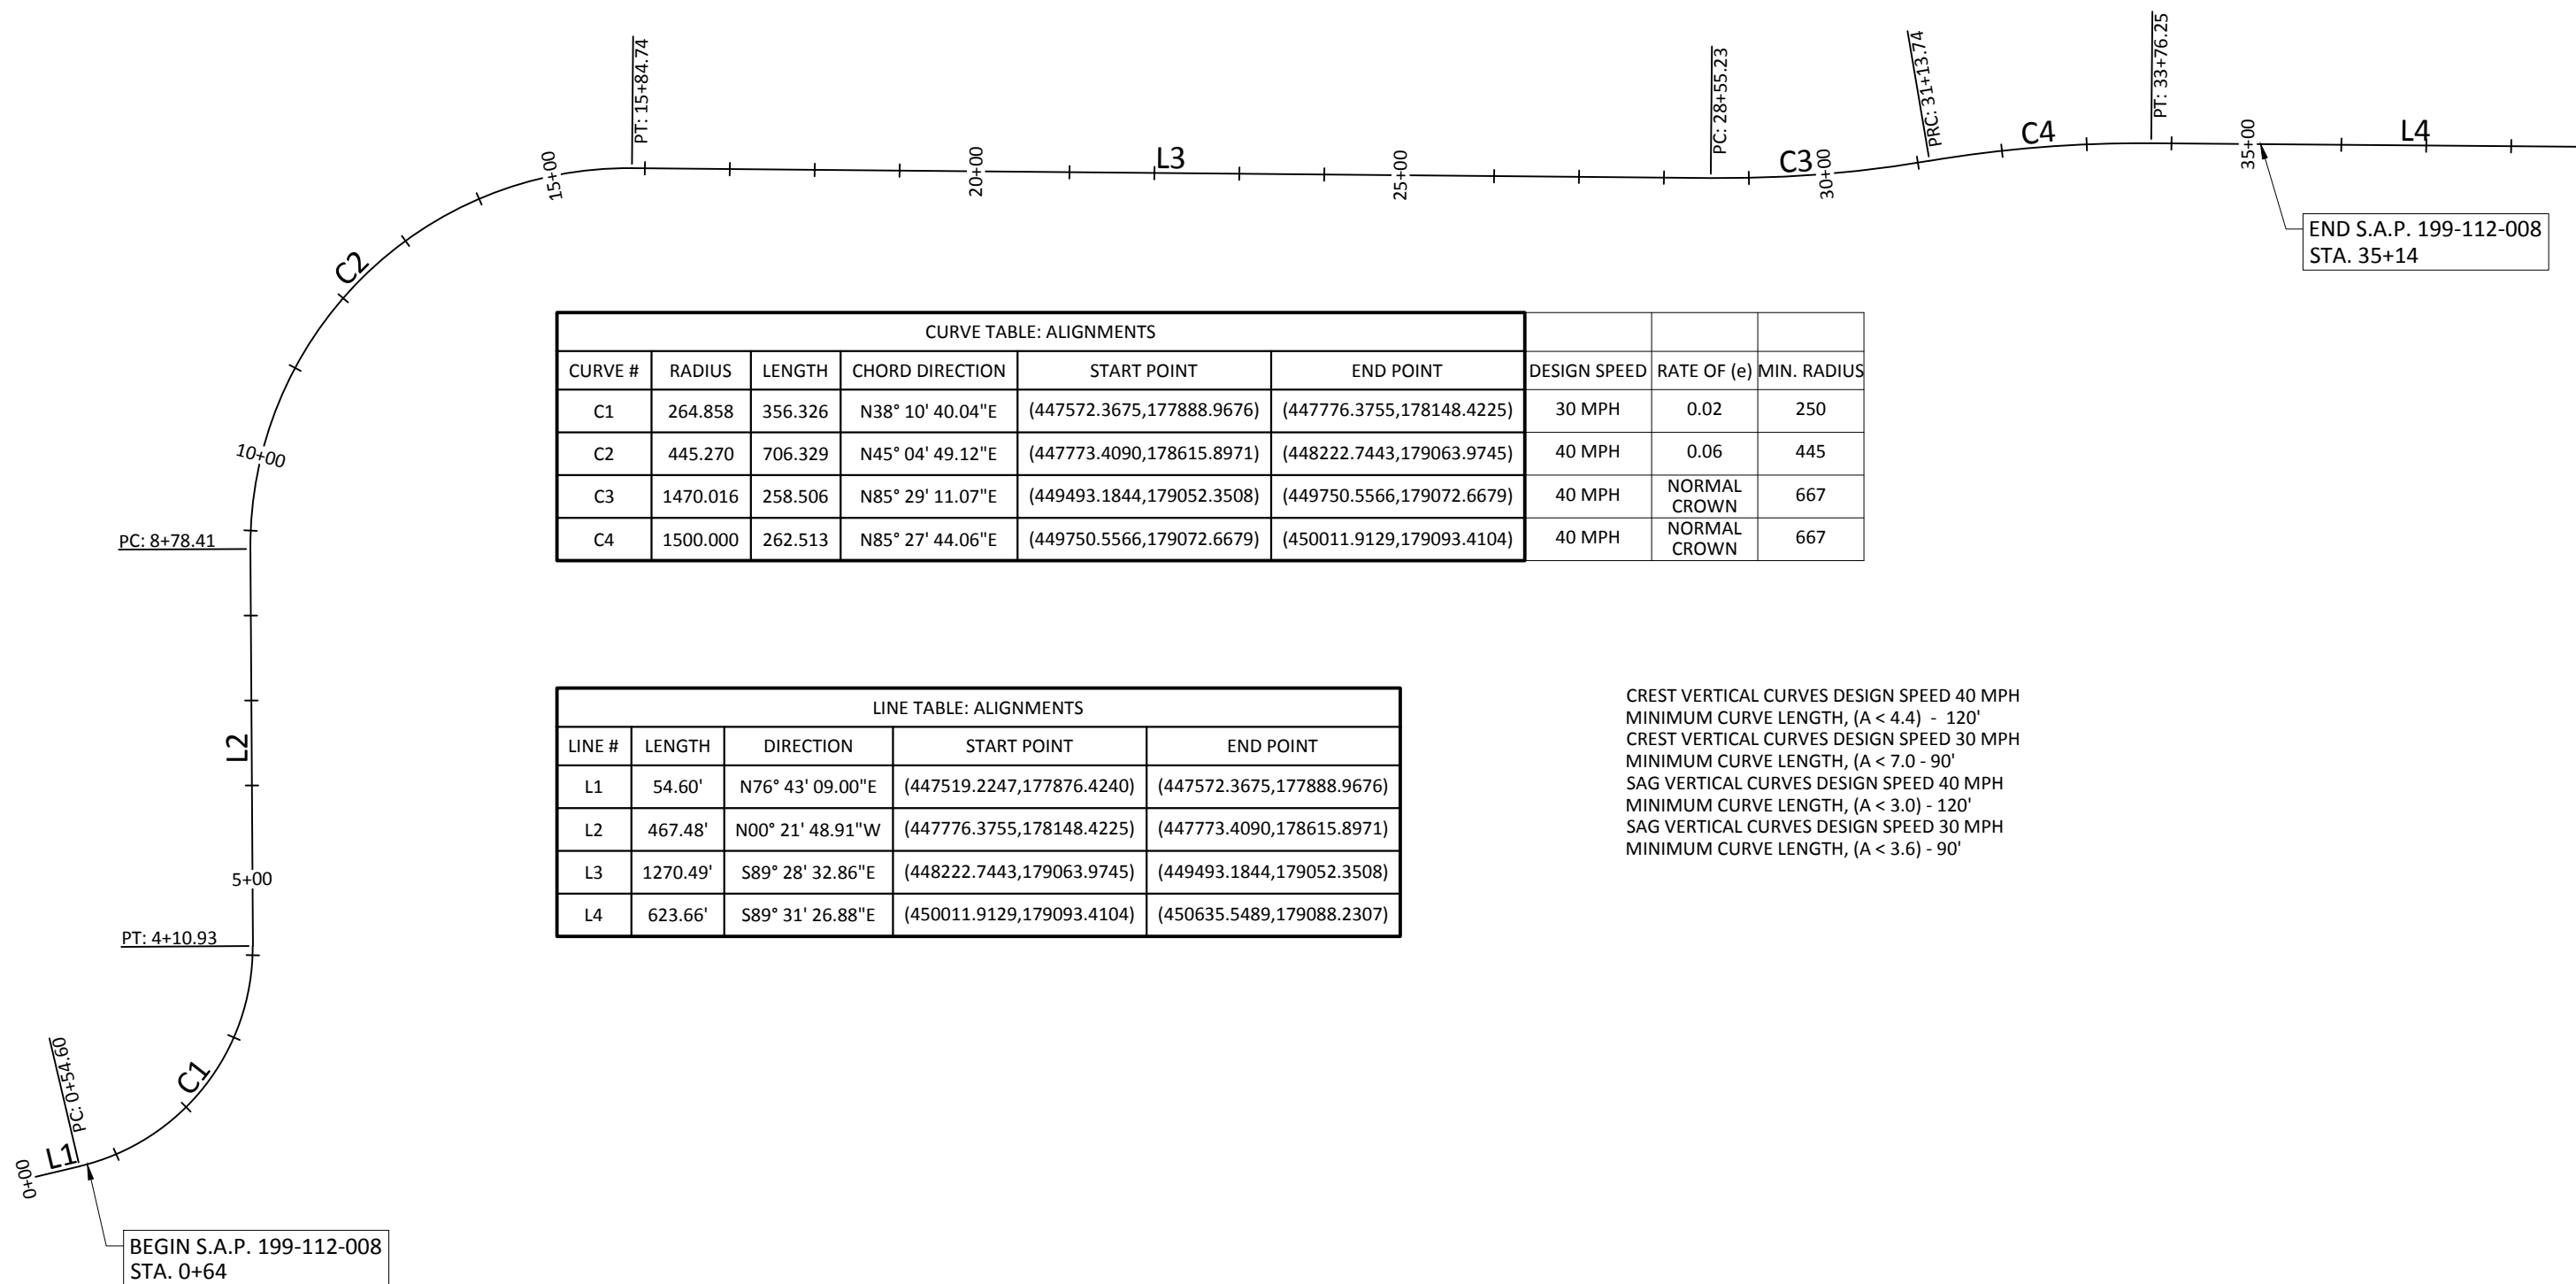 PT: 15+84.74
PC: 28+55.23
PRC: 31+13.74
PT: 33+76.25
15+00
20+00
L3
25+00
C3
30+00
C4
35+00
L4
END S.A.P. 199-112-008
STA. 35+14
C2
10+00
PC: 8+78.41
L2
5+00
PT: 4+10.93
C1
PC: 0+54.60
L1
0+00
BEGIN S.A.P. 199-112-008
STA. 0+64
CURVE TABLE: ALIGNMENTS
CURVE # RADIUS LENGTH CHORD DIRECTION START POINT END POINT DESIGN SPEED RATE OF (e) MIN. RADIUS
C1 264.858 356.326 N38° 10' 40.04"E (447572.3675,177888.9676) (447776.3755,178148.4225) 30 MPH 0.02 250
C2 445.270 706.329 N45° 04' 49.12"E (447773.4090,178615.8971) (448222.7443,179063.9745) 40 MPH 0.06 445
C3 1470.016 258.506 N85° 29' 11.07"E (449493.1844,179052.3508) (449750.5566,179072.6679) 40 MPH NORMAL CROWN 667
C4 1500.000 262.513 N85° 27' 44.06"E (449750.5566,179072.6679) (450011.9129,179093.4104) 40 MPH NORMAL CROWN 667
LINE TABLE: ALIGNMENTS
LINE # LENGTH DIRECTION START POINT END POINT
L1 54.60' N76° 43' 09.00"E (447519.2247,177876.4240) (447572.3675,177888.9676)
L2 467.48' N00° 21' 48.91"W (447776.3755,178148.4225) (447773.4090,178615.8971)
L3 1270.49' S89° 28' 32.86"E (448222.7443,179063.9745) (449493.1844,179052.3508)
L4 623.66' S89° 31' 26.88"E (450011.9129,179093.4104) (450635.5489,179088.2307)
CREST VERTICAL CURVES DESIGN SPEED 40 MPH
MINIMUM CURVE LENGTH, (A < 4.4) - 120'
CREST VERTICAL CURVES DESIGN SPEED 30 MPH
MINIMUM CURVE LENGTH, (A < 7.0 - 90'
SAG VERTICAL CURVES DESIGN SPEED 40 MPH
MINIMUM CURVE LENGTH, (A < 3.0) - 120'
SAG VERTICAL CURVES DESIGN SPEED 30 MPH
MINIMUM CURVE LENGTH, (A < 3.6) - 90'